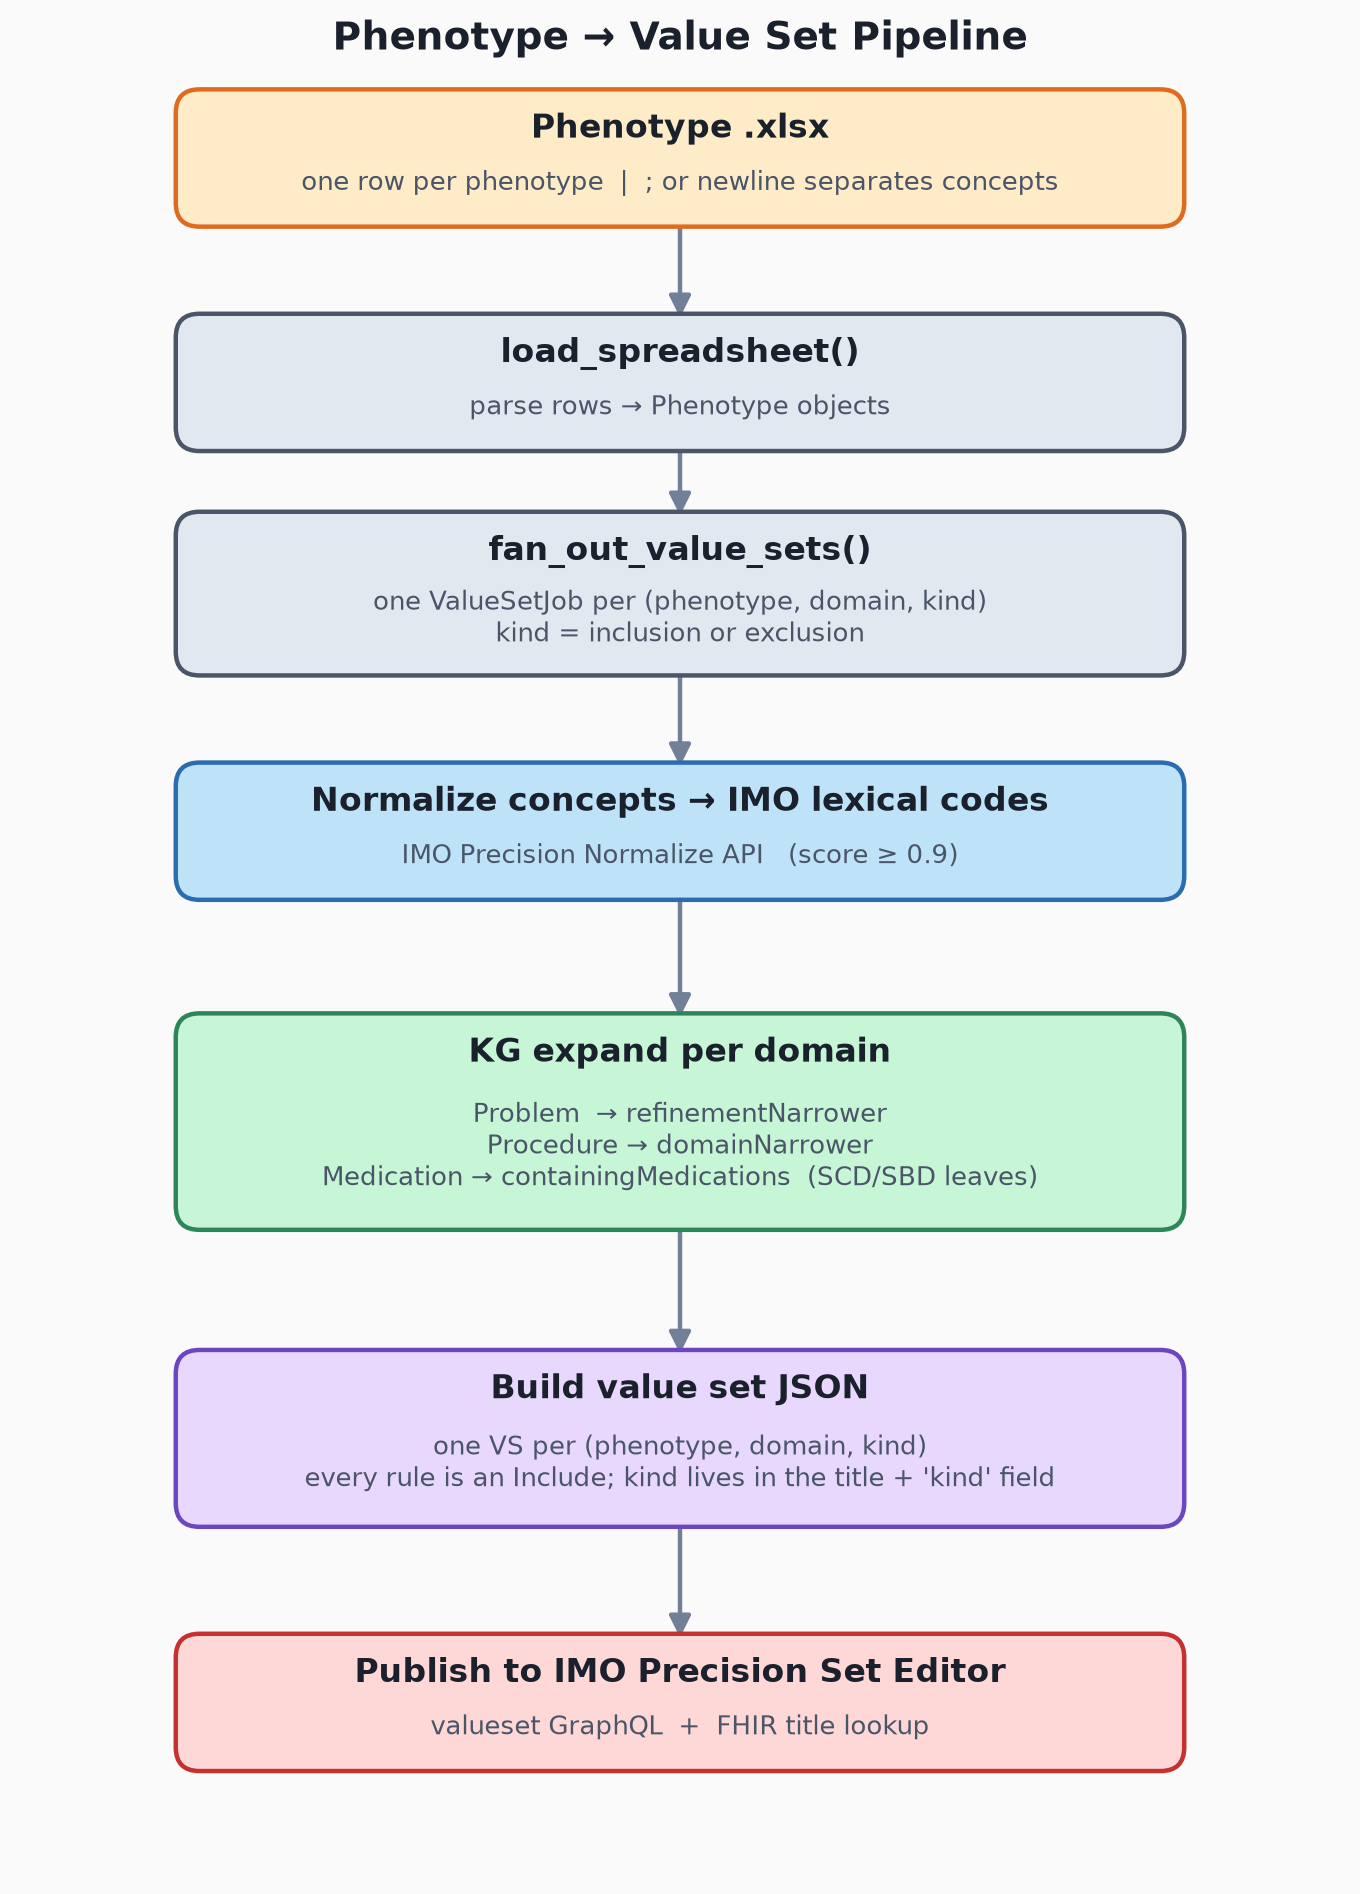 Phenotype → Value Set Pipeline
Phenotype .xlsx
one row per phenotype  |  ; or newline separates concepts
load_spreadsheet()
parse rows → Phenotype objects
fan_out_value_sets()
one ValueSetJob per (phenotype, domain, kind)
kind = inclusion or exclusion
Normalize concepts → IMO lexical codes
IMO Precision Normalize API   (score ≥ 0.9)
KG expand per domain
Problem  → refinementNarrower
Procedure → domainNarrower
Medication → containingMedications  (SCD/SBD leaves)
Build value set JSON
one VS per (phenotype, domain, kind)
every rule is an Include; kind lives in the title + 'kind' field
Publish to IMO Precision Set Editor
valueset GraphQL  +  FHIR title lookup